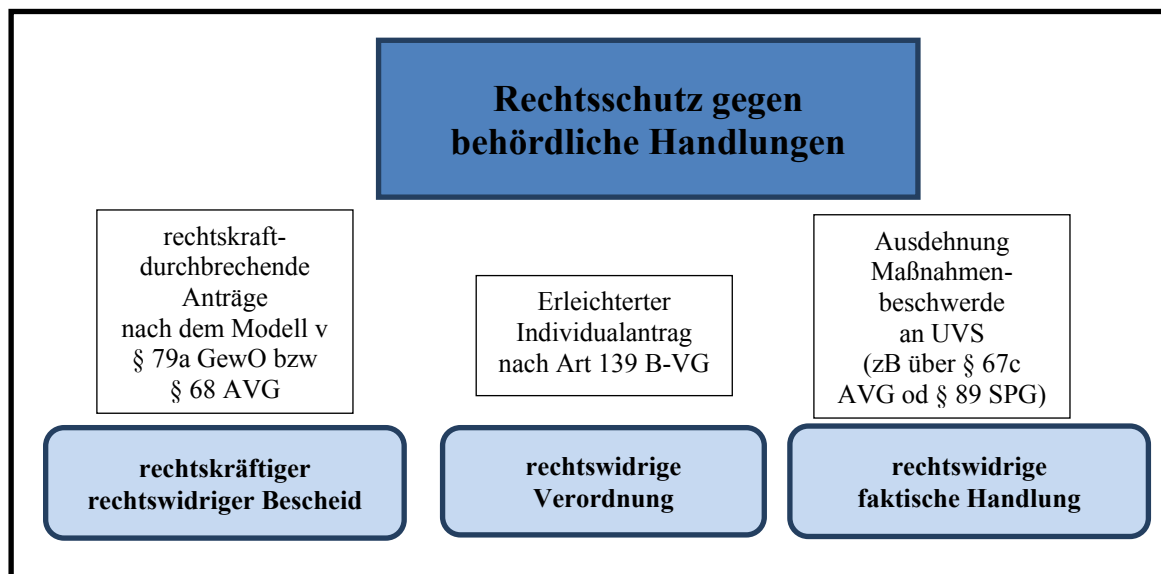 Rechtsschutz gegen
behördliche Handlungen
rechtskraft-
durchbrechende
Anträge
nach dem Modell v
§ 79a GewO bzw
§ 68 AVG
Erleichterter
Individualantrag
nach Art 139 B-VG
Ausdehnung
Maßnahmen-
beschwerde
an UVS
(zB über § 67c
AVG od § 89 SPG)
rechtskräftiger
rechtswidriger Bescheid
rechtswidrige
Verordnung
rechtswidrige
faktische Handlung